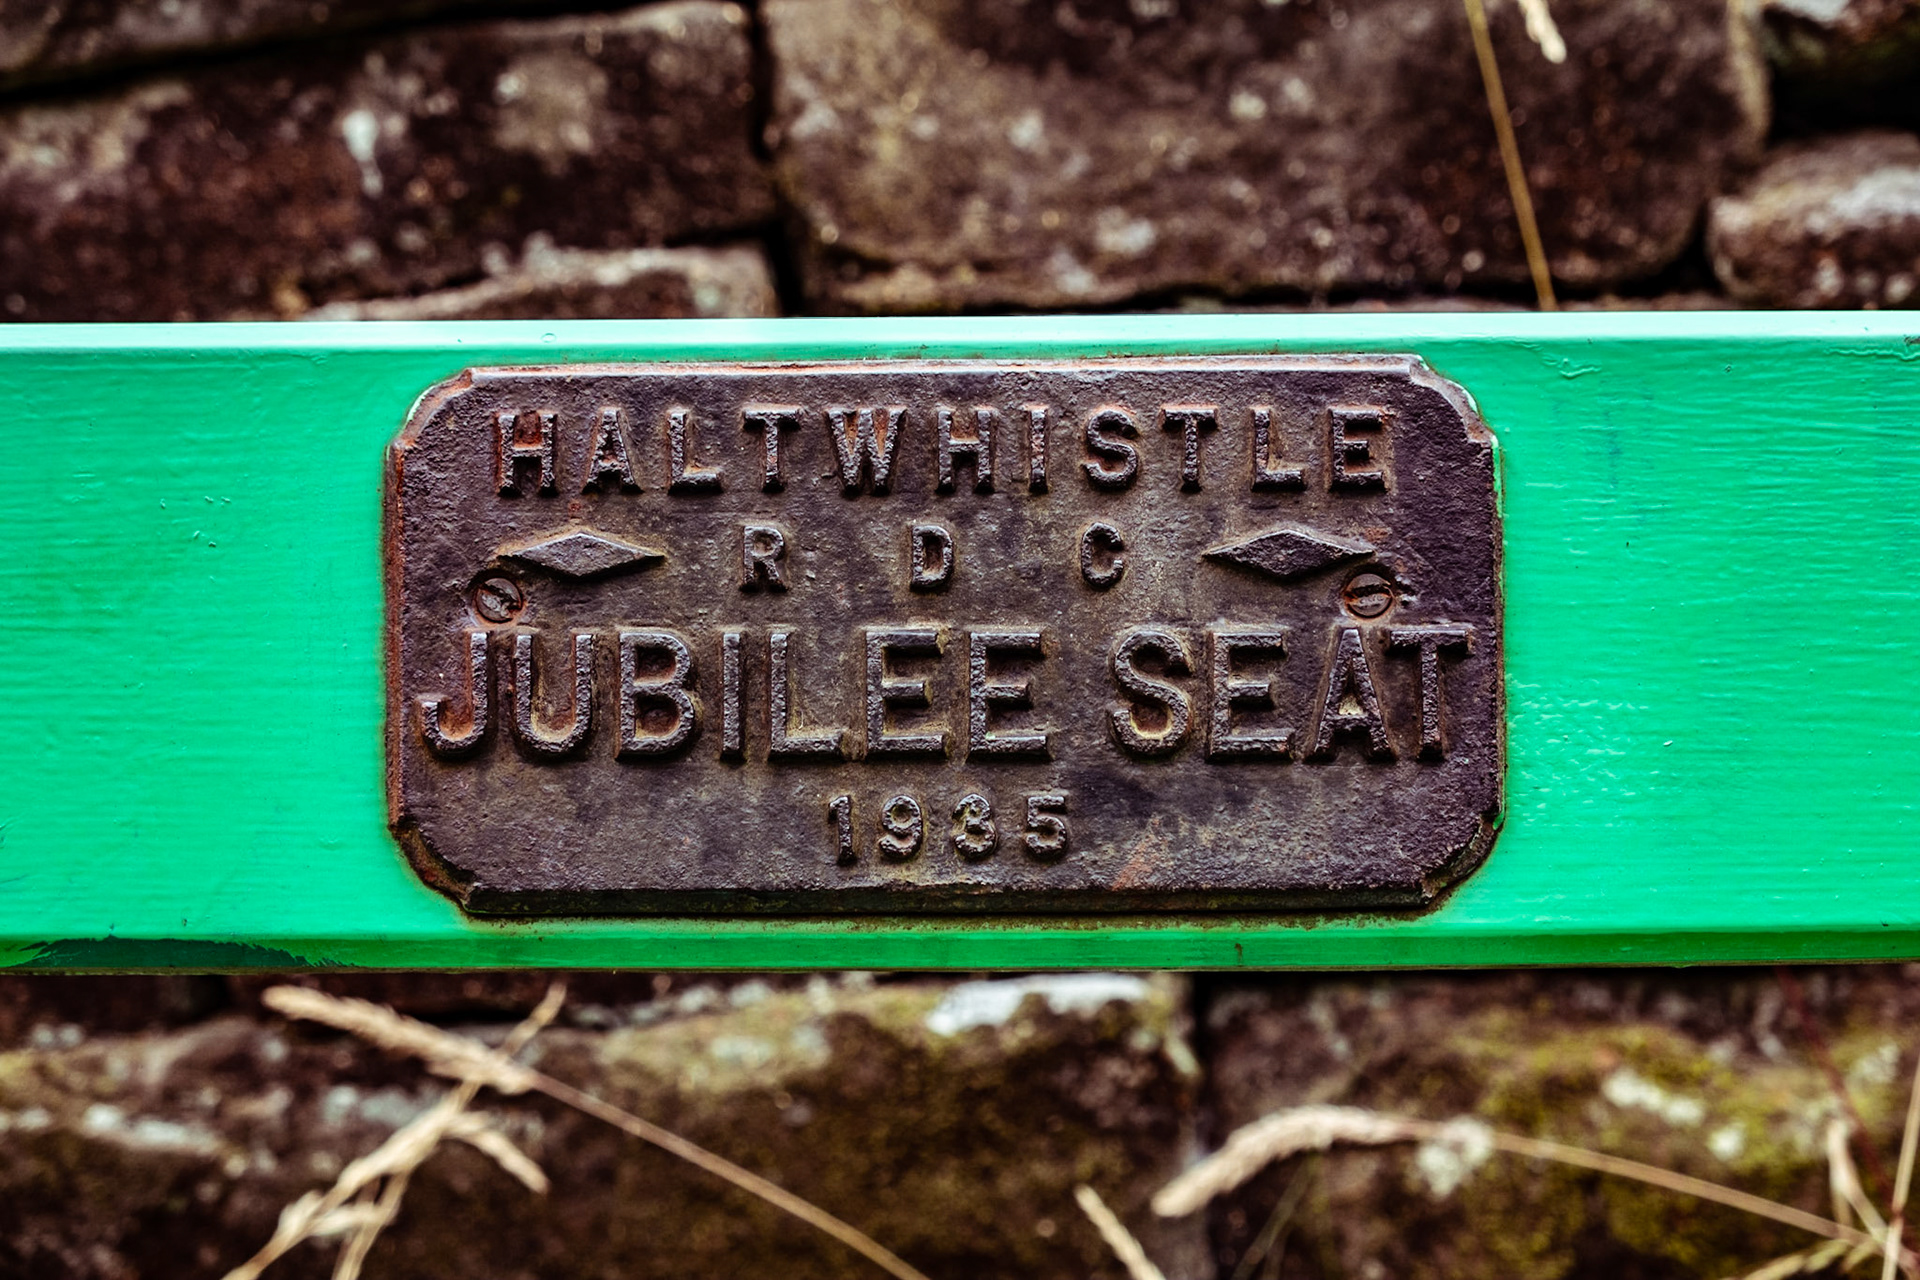 HALTWHISTLE
R D C
JUBILEE SEAT
1935